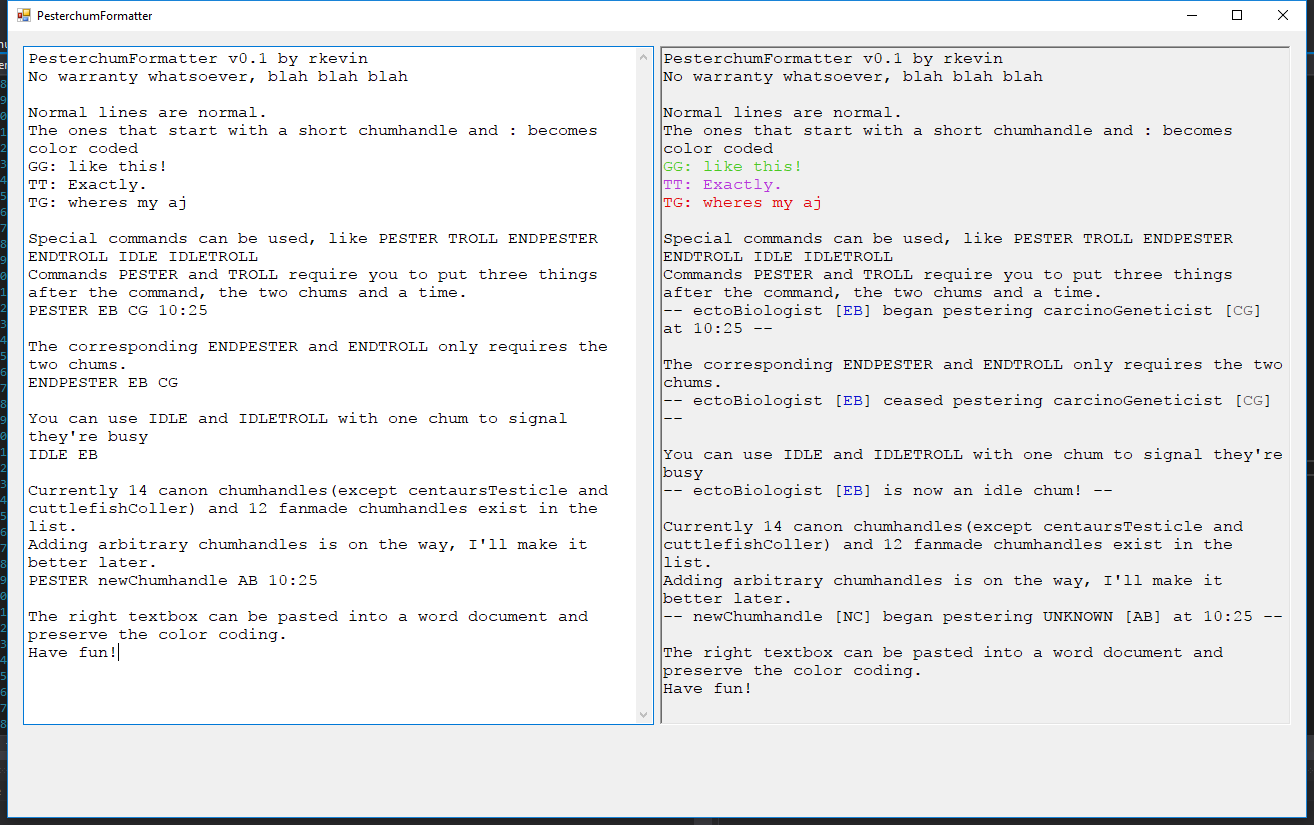 PesterchumFormatter
PesterchumFormatter v0.1 by rkevin
No warranty whatsoever, blah blah blah
Normal lines are normal.
The ones that start with a short chumhandle and : becomes
color coded
GG: like this!
TT: Exactly.
TG: wheres my aj
Special commands can be used, like PESTER TROLL ENDPESTER
ENDTROLL IDLE IDLETROLL
Commands PESTER and TROLL require you to put three things
after the command, the two chums and a time.
PESTER EB CG 10:25
The corresponding ENDPESTER and ENDTROLL only requires the
two chums.
ENDPESTER EB CG
You can use IDLE and IDLETROLL with one chum to signal
they're busy
IDLE EB
Currently 14 canon chumhandles(except centaursTesticle and
cuttlefishColler) and 12 fanmade chumhandles exist in the
list.
Adding arbitrary chumhandles is on the way, I'll make it
better later.
PESTER newChumhandle AB 10:25
The right textbox can be pasted into a word document and
preserve the color coding.
Have fun!
PesterchumFormatter v0.1 by rkevin
No warranty whatsoever, blah blah blah
Normal lines are normal.
The ones that start with a short chumhandle and : becomes
color coded
GG: like this!
TT: Exactly.
TG: wheres my aj
Special commands can be used, like PESTER TROLL ENDPESTER
ENDTROLL IDLE IDLETROLL
Commands PESTER and TROLL require you to put three things
after the command, the two chums and a time.
-- ectoBiologist [EB] began pestering carcinoGeneticist [CG]
at 10:25 --
The corresponding ENDPESTER and ENDTROLL only requires the two
chums.
-- ectoBiologist [EB] ceased pestering carcinoGeneticist [CG]
--
You can use IDLE and IDLETROLL with one chum to signal they're
busy
-- ectoBiologist [EB] is now an idle chum! --
Currently 14 canon chumhandles(except centaursTesticle and
cuttlefishColler) and 12 fanmade chumhandles exist in the
list.
Adding arbitrary chumhandles is on the way, I'll make it
better later.
-- newChumhandle [NC] began pestering UNKNOWN [AB] at 10:25 --
The right textbox can be pasted into a word document and
preserve the color coding.
Have fun!